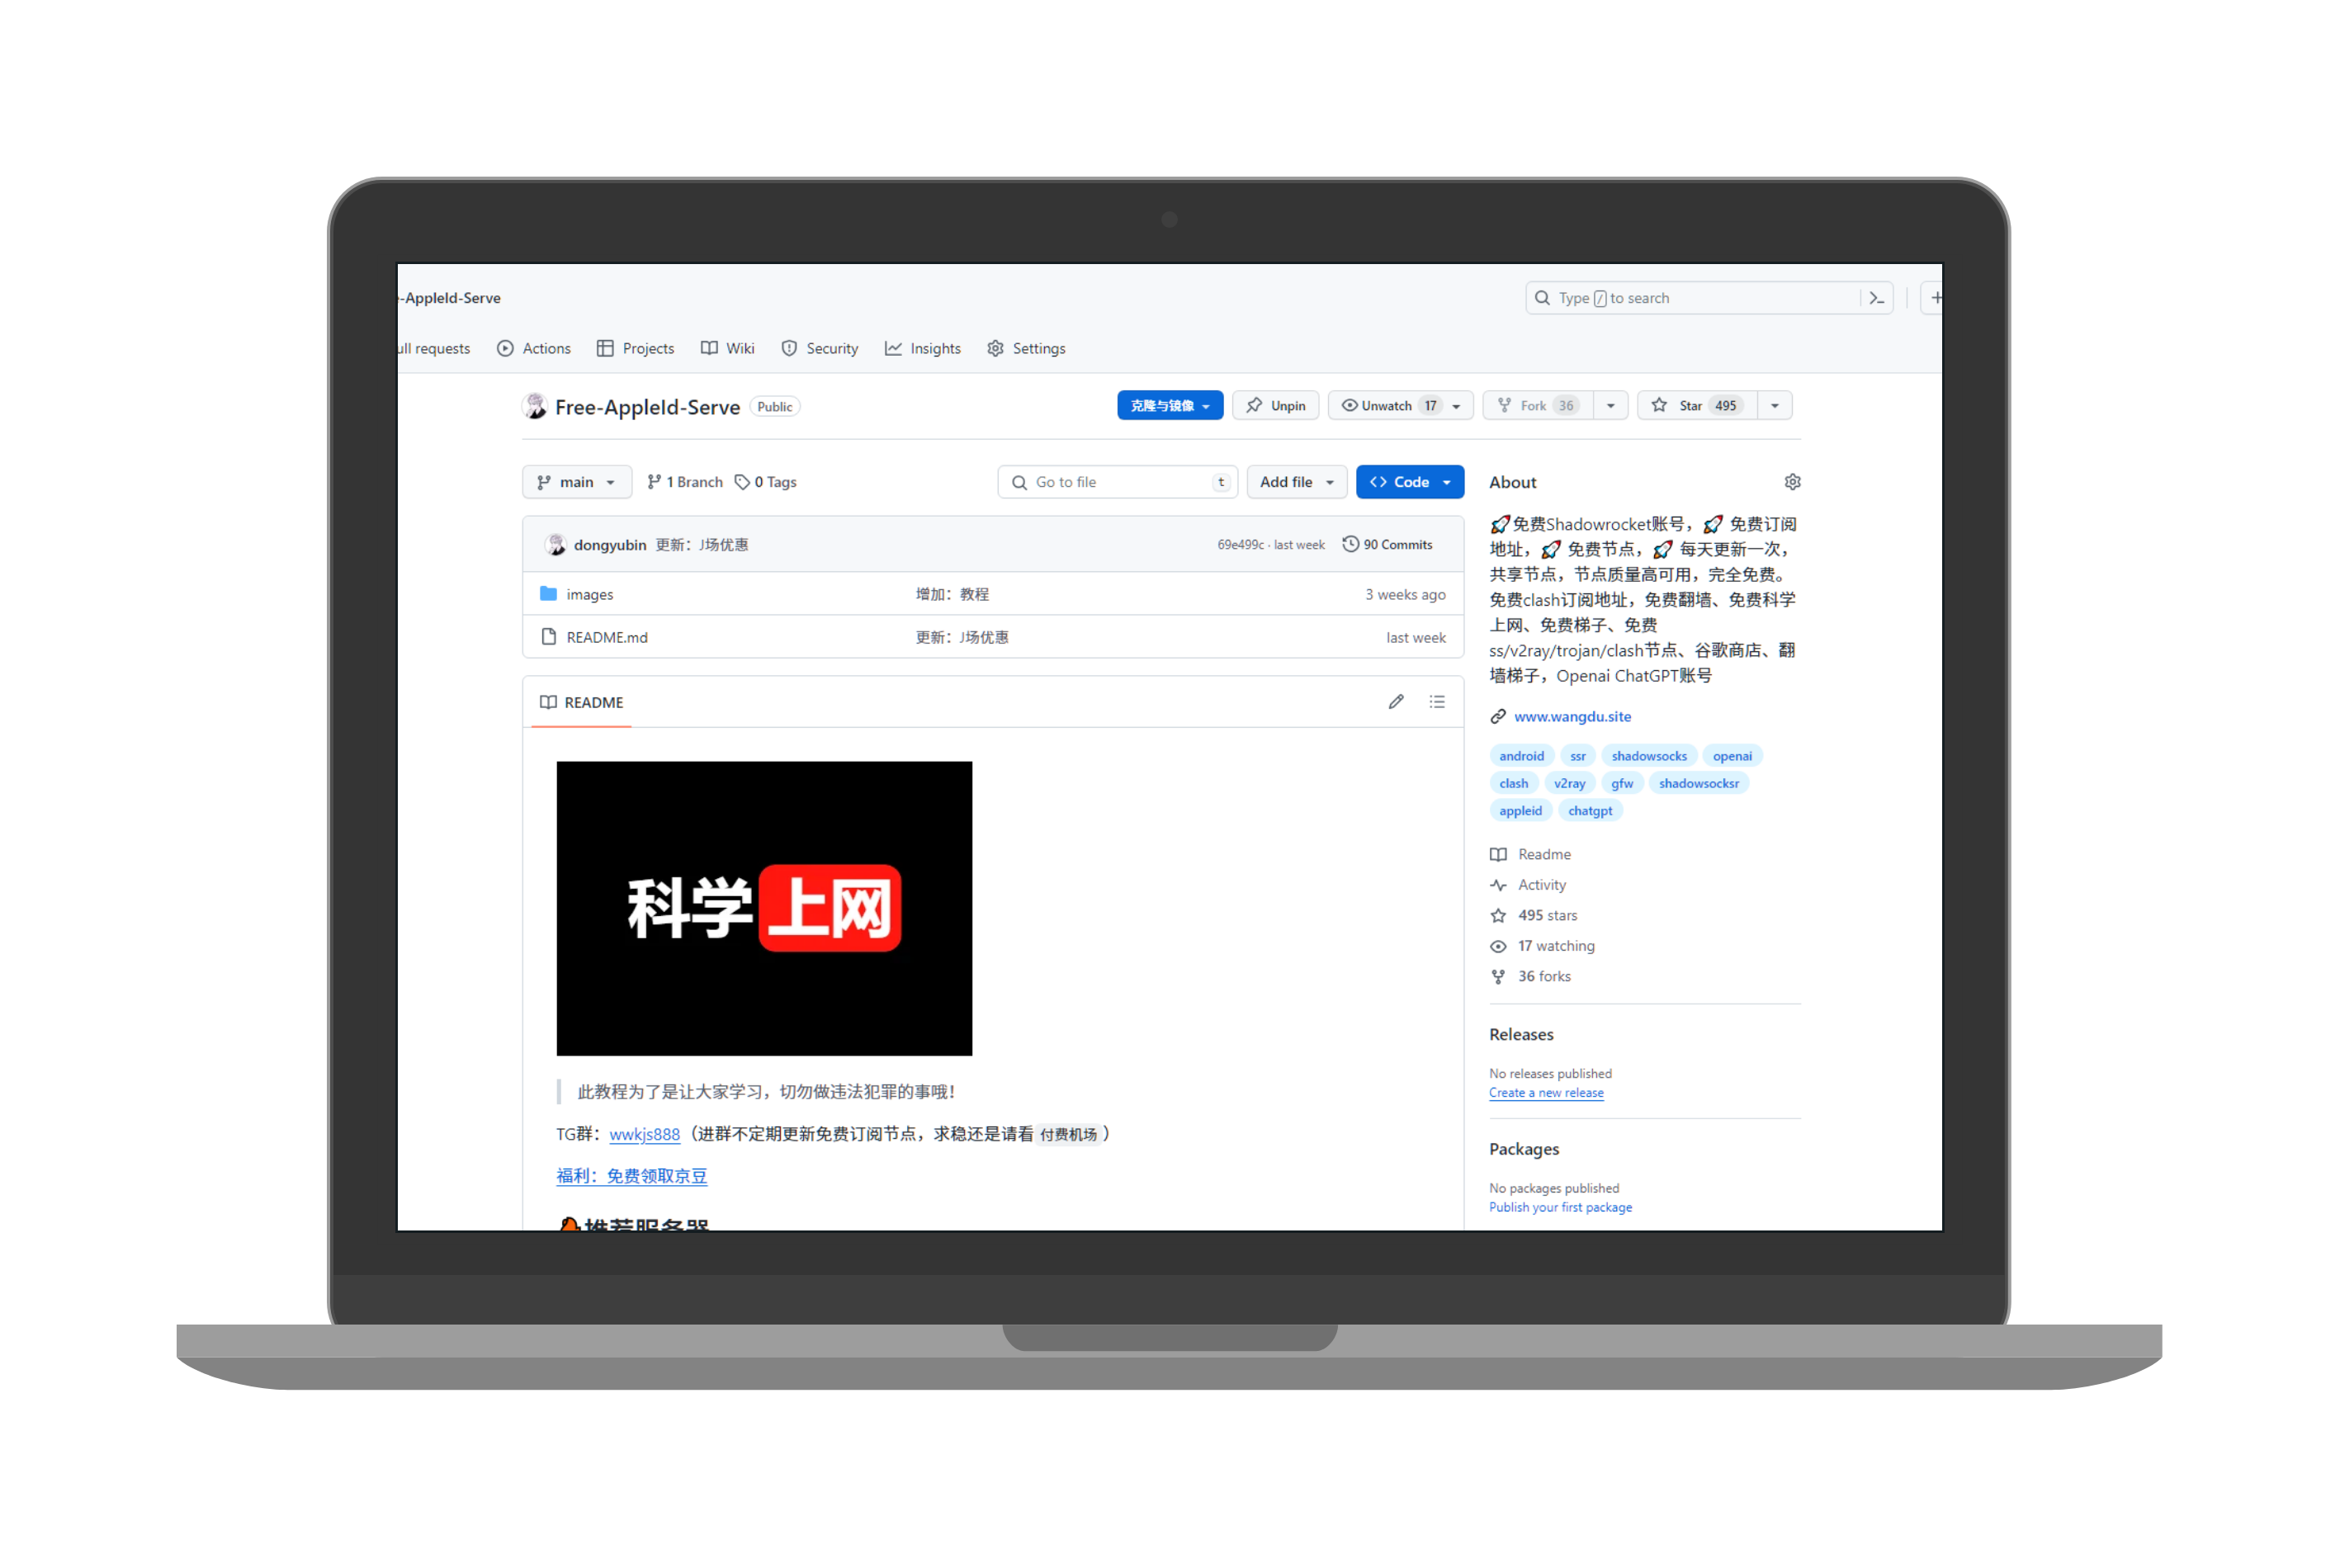 -AppleId-Serve
Type / to search
ull requests
Actions
Projects
Wiki
Security
Insights
Settings
Free-AppleId-Serve
Public
克隆与镜像
Unpin
Unwatch 17
Fork 36
Star 495
main
1 Branch
0 Tags
Go to file
t
Add file
Code
dongyubin 更新：J场优惠
69e499c · last week
90 Commits
images
增加：教程
3 weeks ago
README.md
更新：J场优惠
last week
README
科学上网
此教程为了是让大家学习，切勿做违法犯罪的事哦！
TG群：wwkjs888（进群不定期更新免费订阅节点，求稳还是请看 付费机场 ）
福利：免费领取京豆
推荐服务器
About
🚀免费Shadowrocket账号，🚀 免费订阅
地址，🚀 免费节点，🚀 每天更新一次，
共享节点，节点质量高可用，完全免费。
免费clash订阅地址，免费翻墙、免费科学
上网、免费梯子、免费
ss/v2ray/trojan/clash节点、谷歌商店、翻
墙梯子，Openai ChatGPT账号
www.wangdu.site
android ssr shadowsocks openai
clash v2ray gfw shadowsocksr
appleid chatgpt
Readme
Activity
495 stars
17 watching
36 forks
Releases
No releases published
Create a new release
Packages
No packages published
Publish your first package